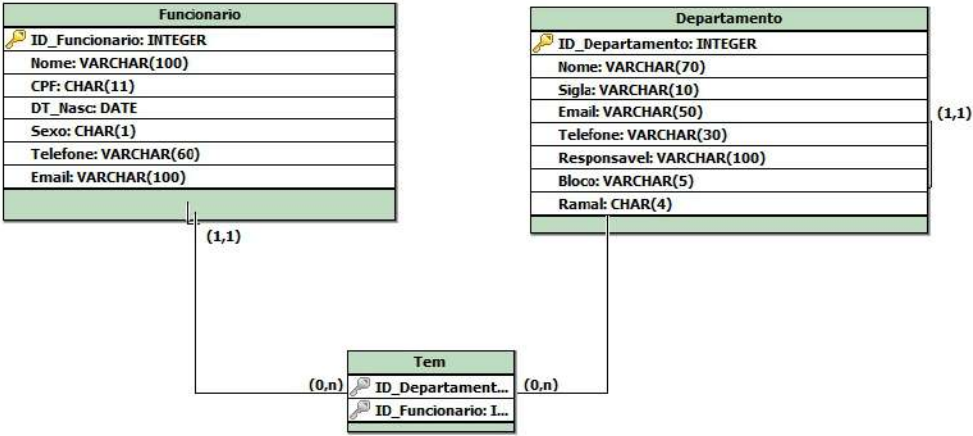 Funcionario
ID_Funcionario: INTEGER
Nome: VARCHAR(100)
CPF: CHAR(11)
DT_Nasc: DATE
Sexo: CHAR(1)
Telefone: VARCHAR(60)
Email: VARCHAR(100)
(1,1)
Departamento
ID_Departamento: INTEGER
Nome: VARCHAR(70)
Sigla: VARCHAR(10)
Email: VARCHAR(50)
Telefone: VARCHAR(30)
Responsavel: VARCHAR(100)
Bloco: VARCHAR(5)
Ramal: CHAR(4)
(1,1)
Tem
(0,n)
ID_Departament...
(0,n)
ID_Funcionario: I...